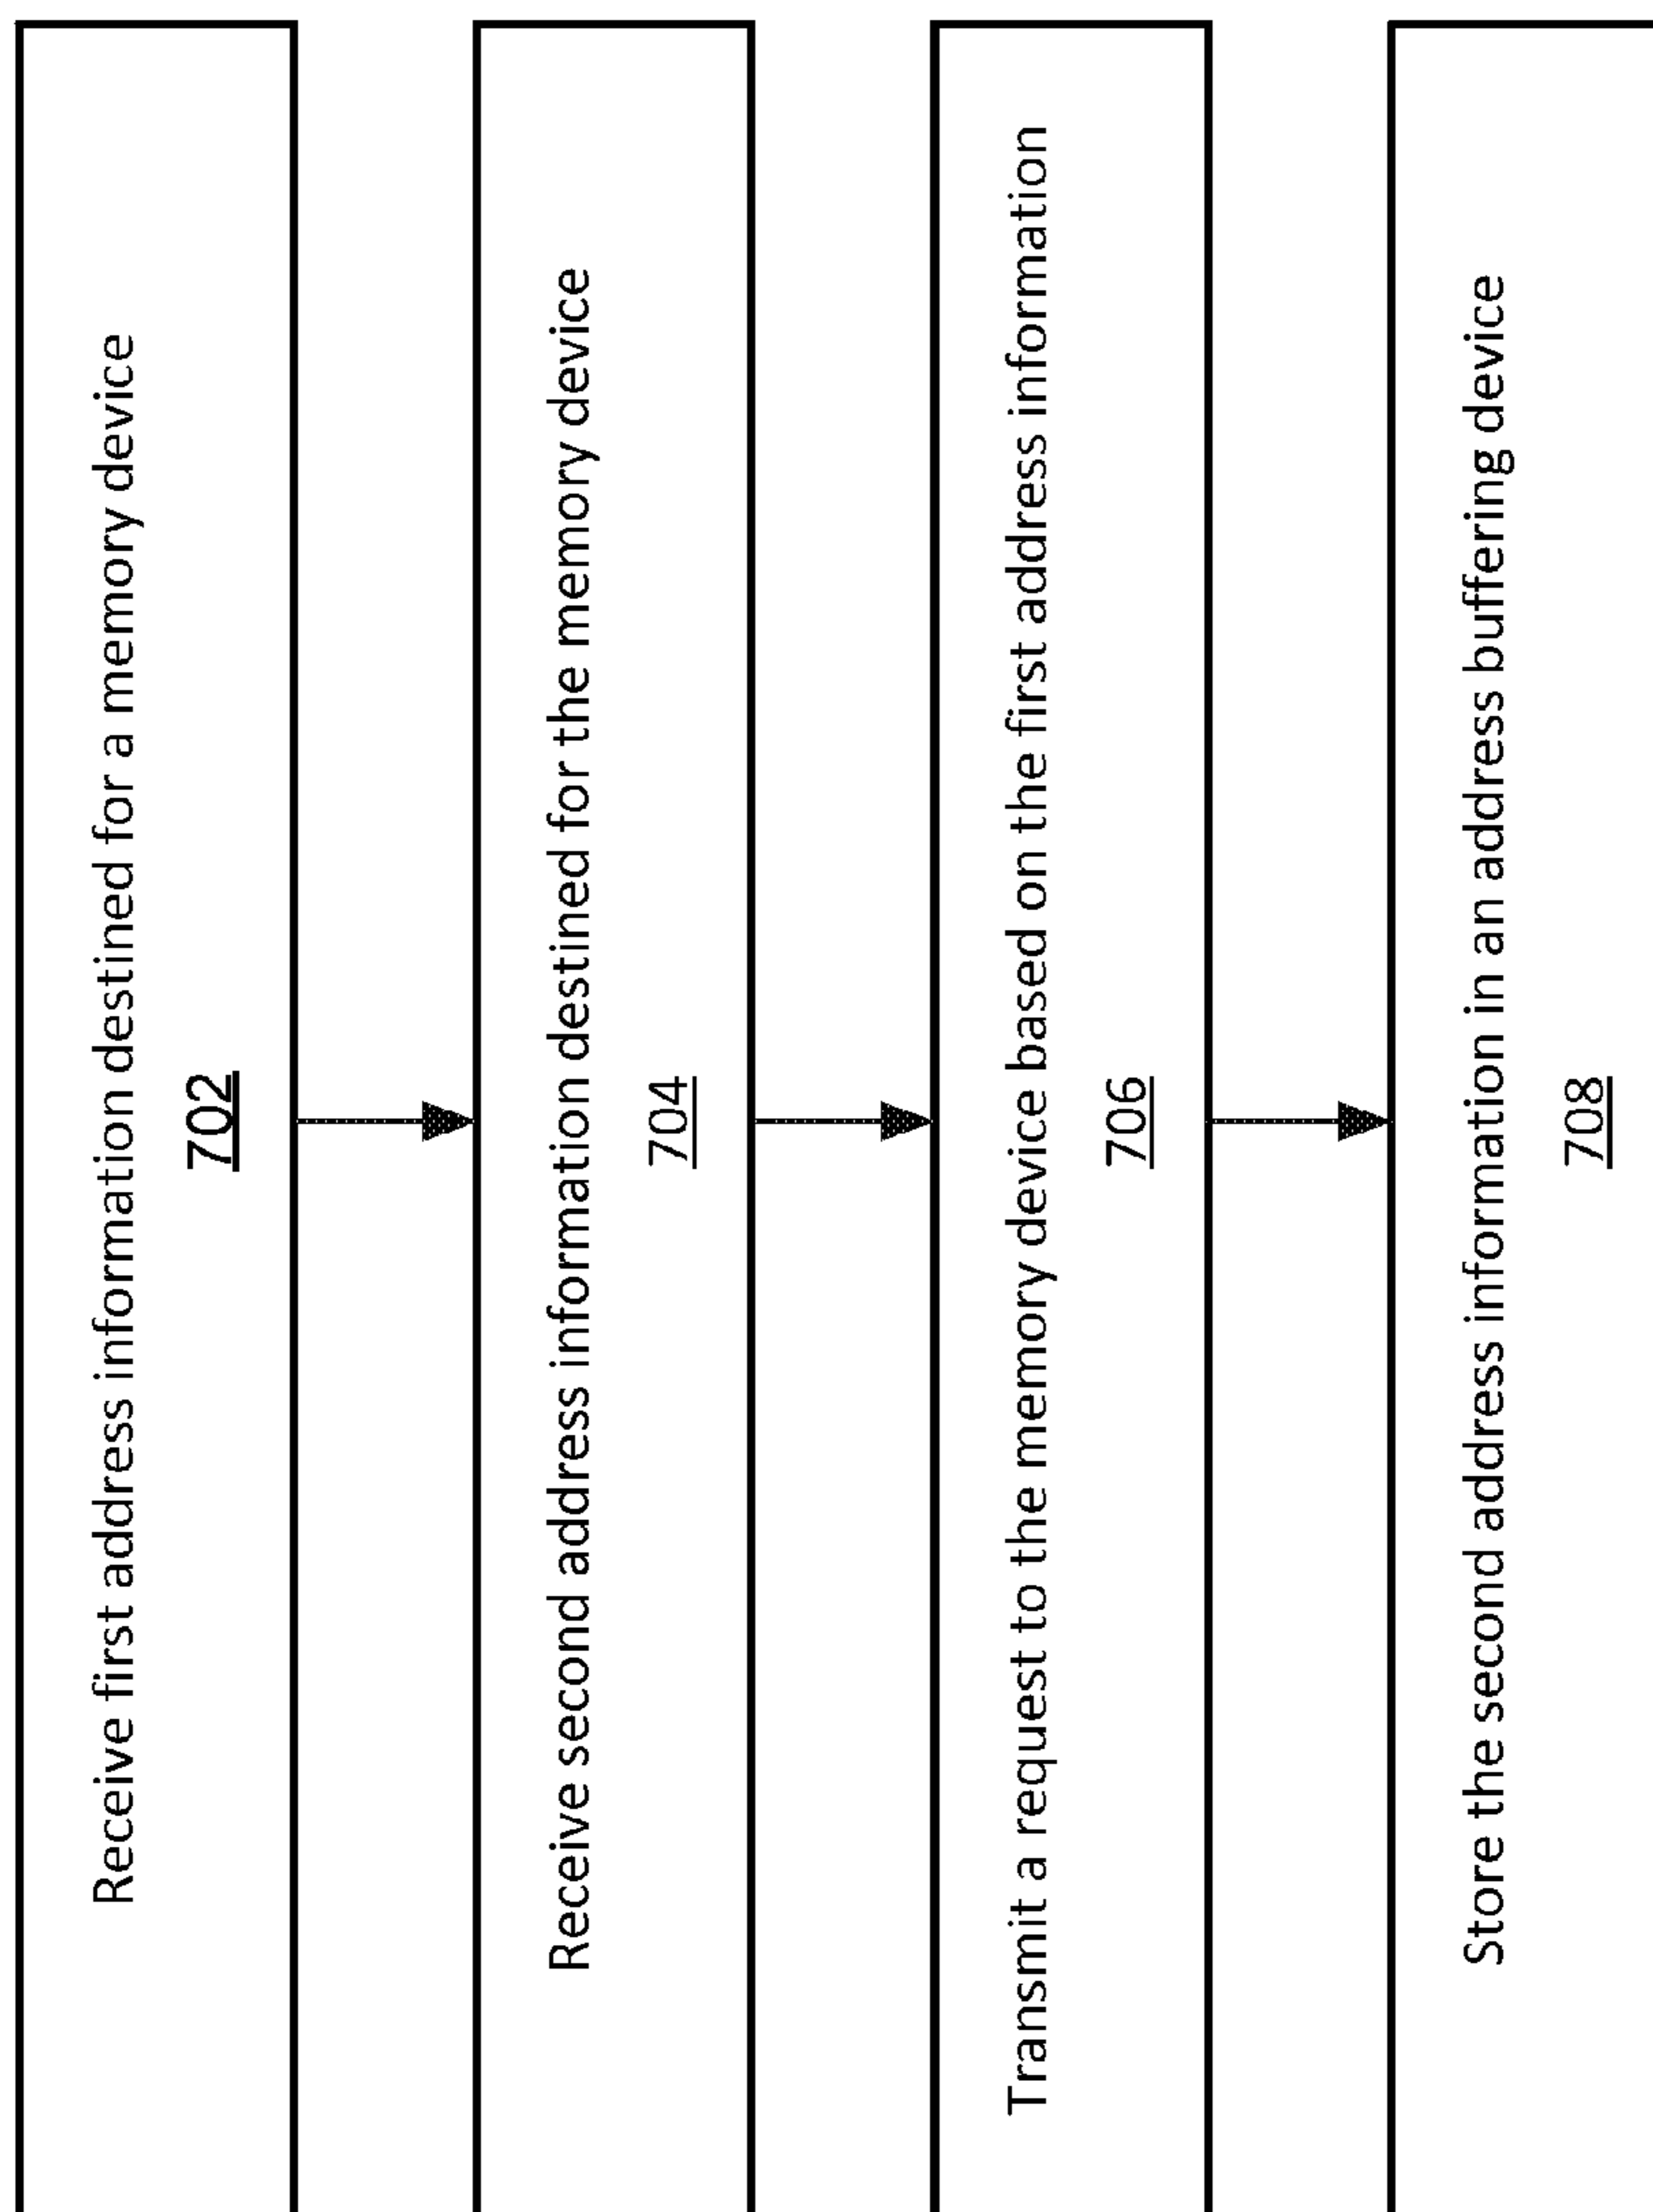 Receive first address information destined for a memory device
702
Receive second address information destined for the memory device
704
Transmit a request to the memory device based on the first address information
706
Store the second address information in an address buffering device
708